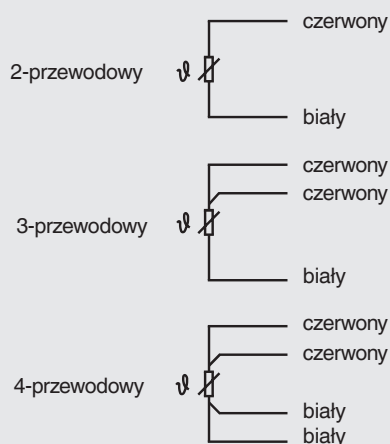 czerwony
2-przewodowy ϑ
biały
czerwony
czerwony
3-przewodowy ϑ
biały
czerwony
czerwony
4-przewodowy ϑ
biały
biały